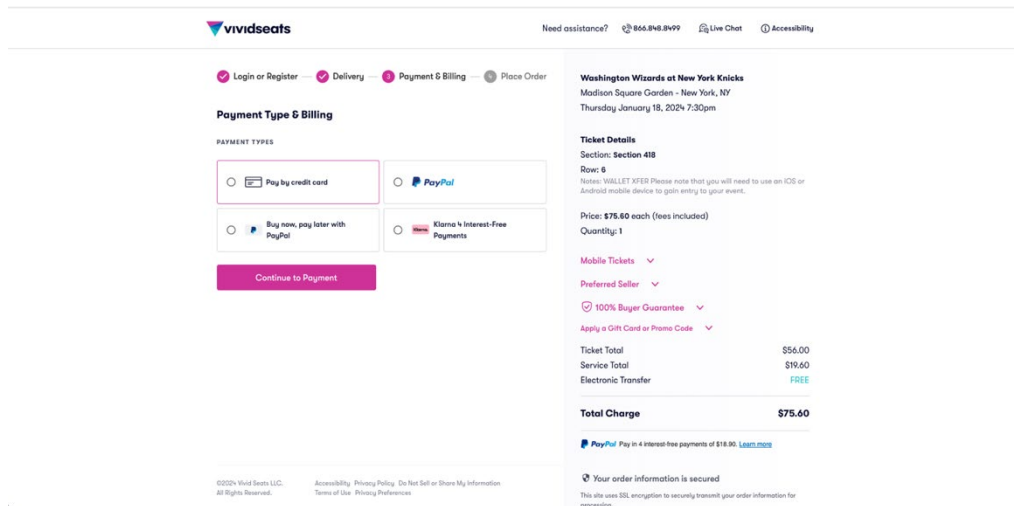 vividseats
Need assistance? 866.848.8499 Live Chat Accessibility
Login or Register Delivery 3 Payment & Billing 4 Place Order
Payment Type & Billing
PAYMENT TYPES
Pay by credit card
PayPal
Buy now, pay later with
PayPal
Klarna 4 Interest-Free
Payments
Continue to Payment
Washington Wizards at New York Knicks
Madison Square Garden - New York, NY
Thursday January 18, 2024 7:30pm
Ticket Details
Section: Section 418
Row: 6
Notes: WALLET XFER Please note that you will need to use an iOS or
Android mobile device to gain entry to your event.
Price: $75.60 each (fees included)
Quantity: 1
Mobile Tickets
Preferred Seller
100% Buyer Guarantee
Apply a Gift Card or Promo Code
Ticket Total $56.00
Service Total $19.60
Electronic Transfer FREE
Total Charge $75.60
PayPal Pay in 4 interest-free payments of $18.90. Learn more
Your order information is secured
This site uses SSL encryption to securely transmit your order information for
©2024 Vivid Seats LLC.
All Rights Reserved.
Accessibility Privacy Policy Do Not Sell or Share My Information
Terms of Use Privacy Preferences